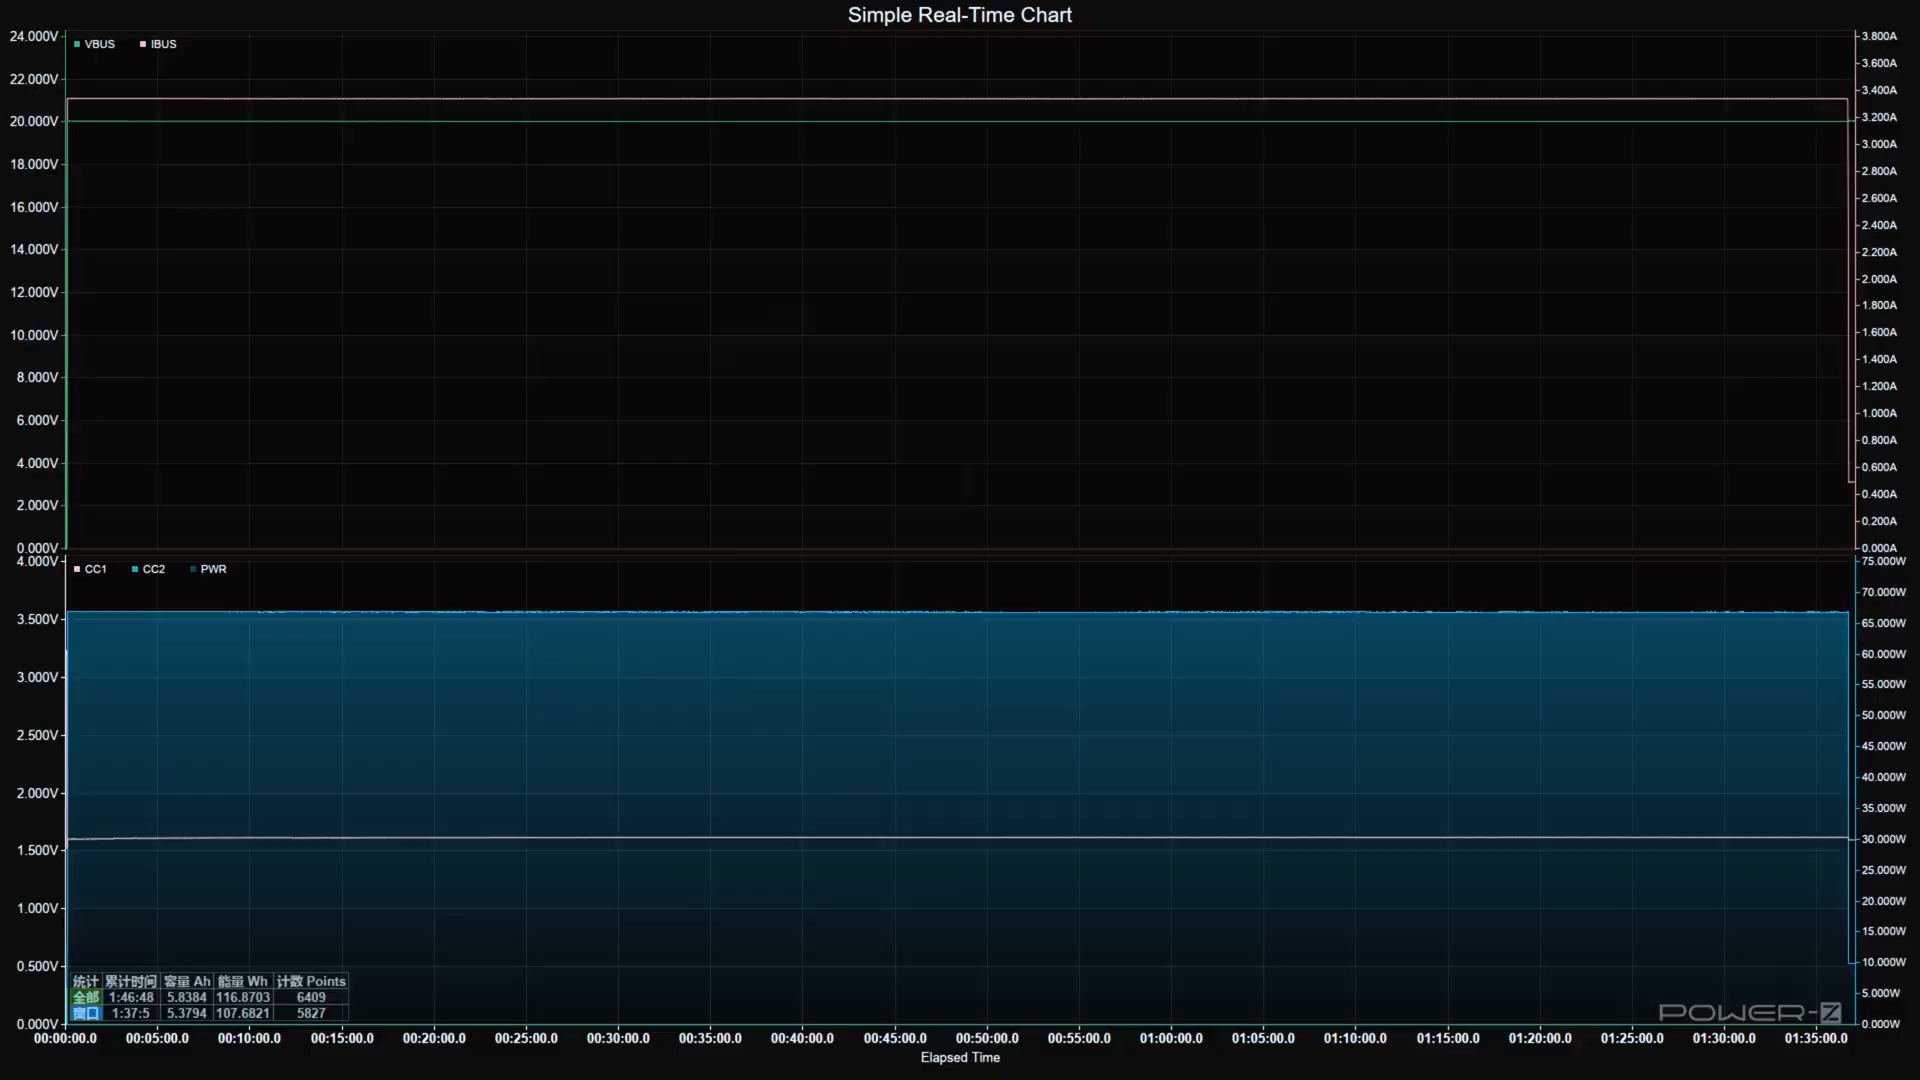 Simple Real-Time Chart
VBUS IBUS
24.000V
22.000V
20.000V
18.000V
16.000V
14.000V
12.000V
10.000V
8.000V
6.000V
4.000V
2.000V
0.000V
3.800A
3.600A
3.400A
3.200A
3.000A
2.800A
2.600A
2.400A
2.200A
2.000A
1.800A
1.600A
1.400A
1.200A
1.000A
0.800A
0.600A
0.400A
0.200A
0.000A
CC1 CC2 PWR
4.000V
3.500V
3.000V
2.500V
2.000V
1.500V
1.000V
0.500V
0.000V
75.000W
70.000W
65.000W
60.000W
55.000W
50.000W
45.000W
40.000W
35.000W
30.000W
25.000W
20.000W
15.000W
10.000W
5.000W
0.000W
统计 累计时间 容量 Ah 能量 Wh 计数 Points
全部 1:46:48 5.8384 116.8703 6409
窗口 1:37:5 5.3794 107.6821 5827
POWER-Z
00:00:00.0 00:05:00.0 00:10:00.0 00:15:00.0 00:20:00.0 00:25:00.0 00:30:00.0 00:35:00.0 00:40:00.0 00:45:00.0 00:50:00.0 00:55:00.0 01:00:00.0 01:05:00.0 01:10:00.0 01:15:00.0 01:20:00.0 01:25:00.0 01:30:00.0 01:35:00.0
Elapsed Time